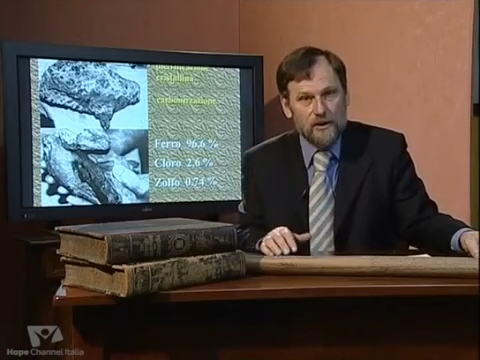 cristallina
carbonizzazione
Ferro 96,6 %
Cloro 2,6 %
Zolfo 0,74 %
Hope Channel Italia